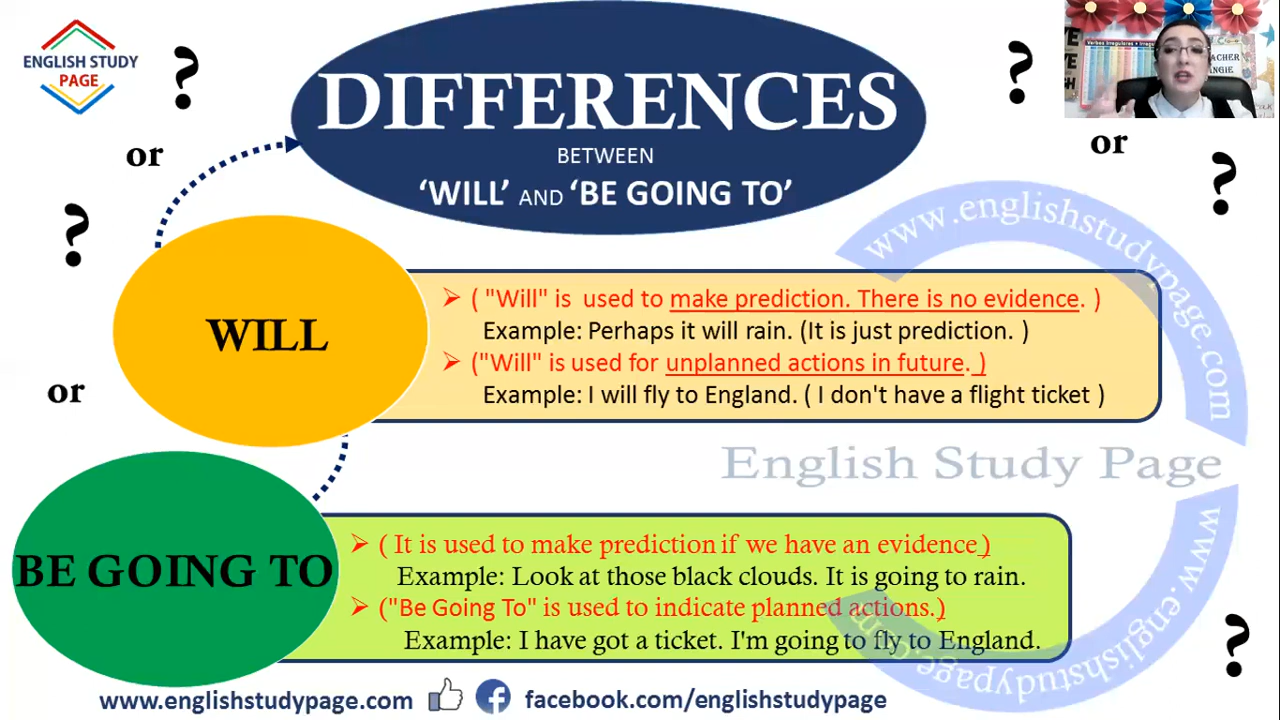 ENGLISH STUDY
PAGE
?
?
or
or
?
?
or
DIFFERENCES
BETWEEN
‘WILL’ AND ‘BE GOING TO’
TEACHER
ANGIE
WILL
( "Will" is used to make prediction. There is no evidence. )
Example: Perhaps it will rain. (It is just prediction. )
("Will" is used for unplanned actions in future. )
Example: I will fly to England. ( I don't have a flight ticket )
www.englishstudypage.com
English Study Page
BE GOING TO
( It is used to make prediction if we have an evidence)
Example: Look at those black clouds. It is going to rain.
("Be Going To" is used to indicate planned actions.)
Example: I have got a ticket. I'm going to fly to England.
www.englishstudypage.com
?
www.englishstudypage.com
facebook.com/englishstudypage